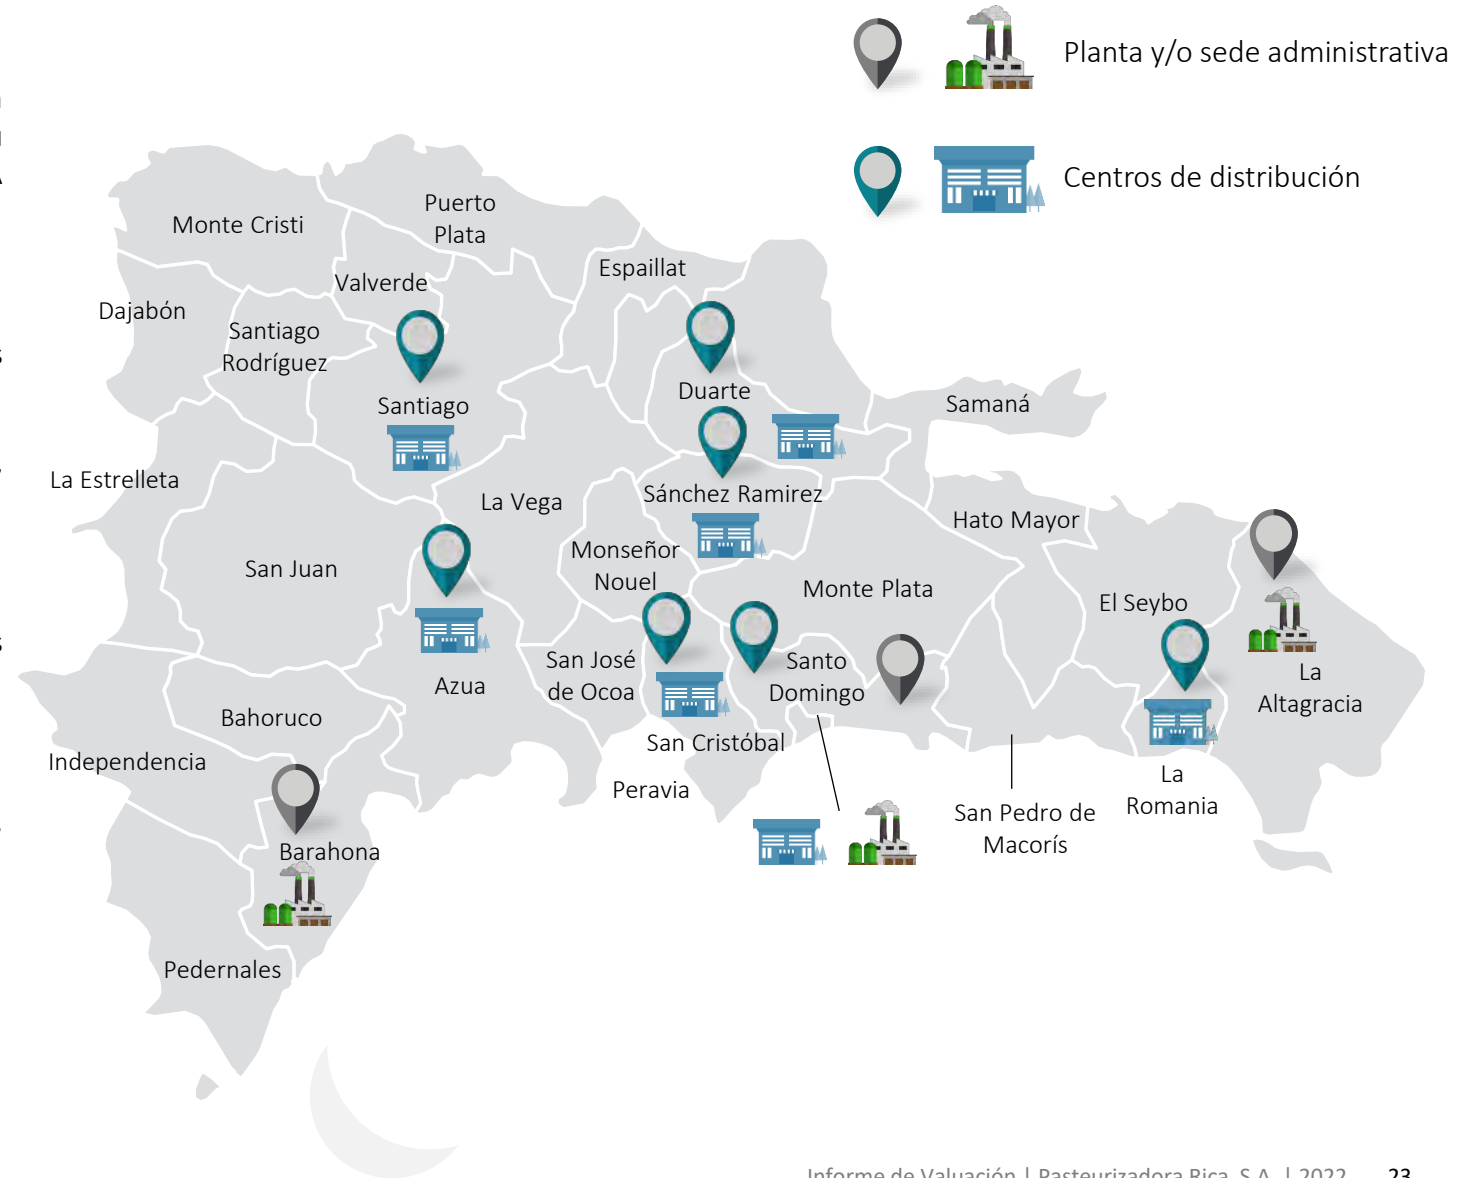 Planta y/o sede administrativa
Centros de distribución
Puerto
Plata
Monte Cristi
Espaillat
Valverde
Dajabón
Santiago
Rodríguez
Duarte
Santiago
Samaná
La Estrelleta
La Vega
Sánchez Ramirez
Hato Mayor
Monseñor
Nouel
San Juan
Monte Plata
El Seybo
San José
de Ocoa
Santo
Domingo
La
Altagracia
Azua
Bahoruco
San Cristóbal
Independencia
Peravia
La
Romania
San Pedro de
Macorís
Barahona
Pedernales
Informe de Valuación | Pasteurizadora Rica, S.A. | 2022 23